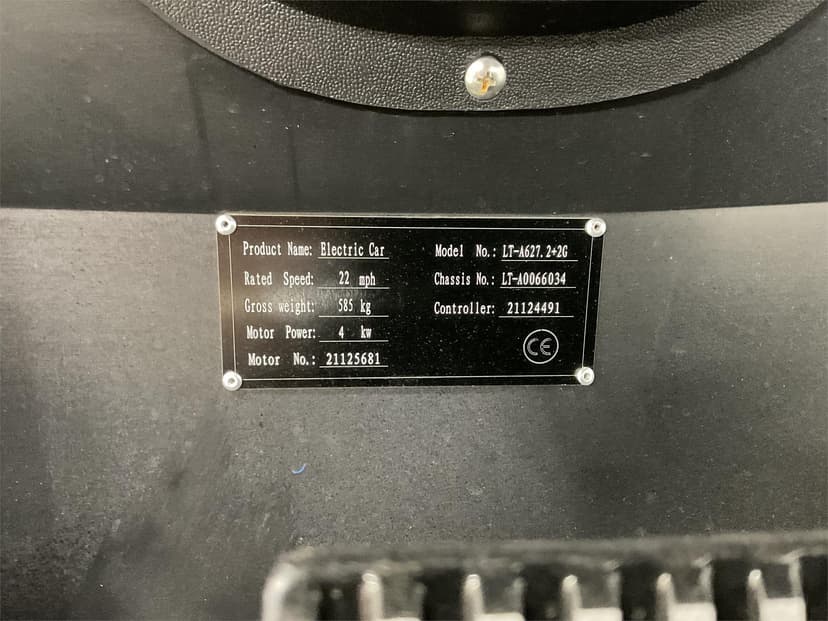 Product Name: Electric Car
Rated Speed: 22 mph
Gross weight: 585 kg
Motor Power: 4 kw
Motor No.: 21125681
Model No.: LT-A627.2+2G
Chassis No.: LT-A0066034
Controller: 21124491
CE